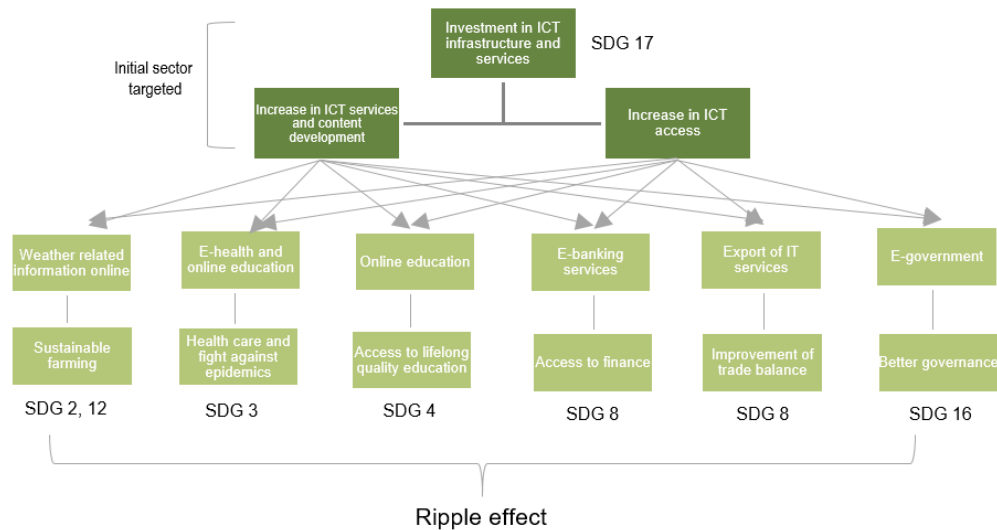 Investment in ICT
infrastructure and
services
SDG 17
Initial sector
targeted
Increase in ICT services
and content
development
Increase in ICT
access
Weather related
information online
E-health and
online education
Online education
E-banking
services
Export of IT
services
E-government
Sustainable
farming
Health care and
fight against
epidemics
Access to lifelong
quality education
Access to finance
Improvement of
trade balance
Better governance
SDG 2, 12
SDG 3
SDG 4
SDG 8
SDG 8
SDG 16
Ripple effect